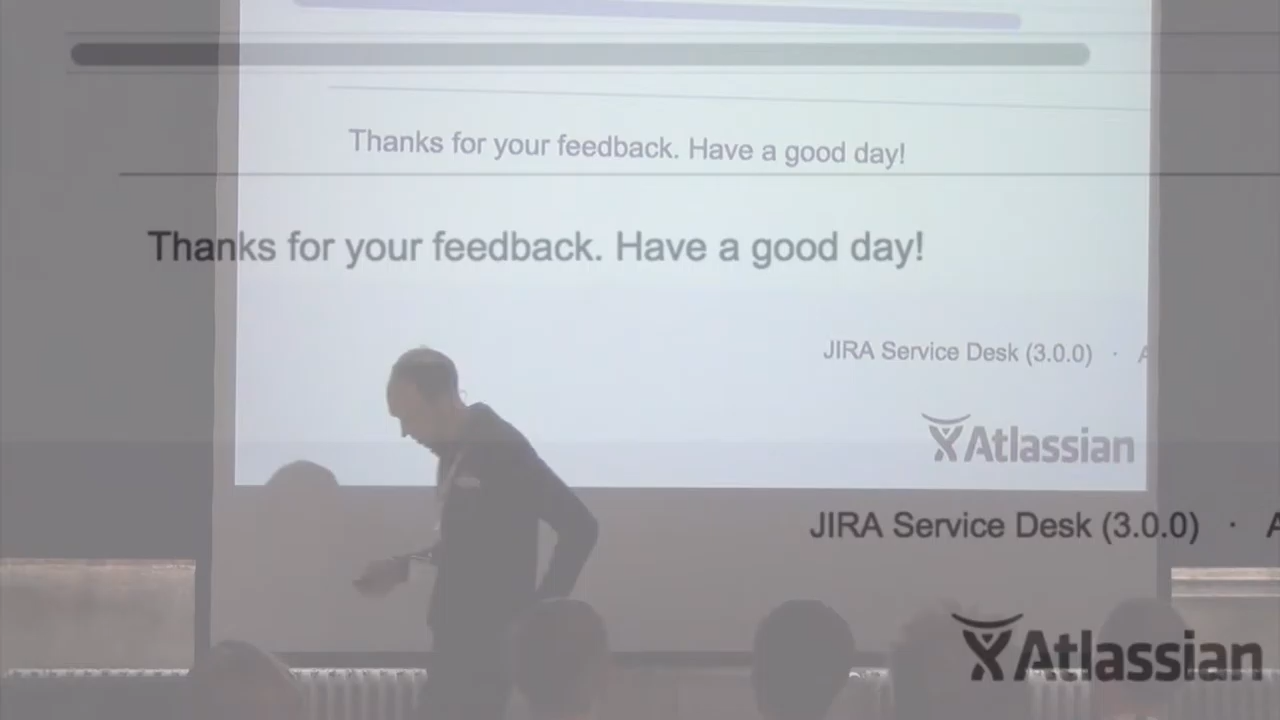 Thanks for your feedback. Have a good day!
Thanks for your feedback. Have a good day!
JIRA Service Desk (3.0.0) · A
Atlassian
JIRA Service Desk (3.0.0) · A
Atlassian